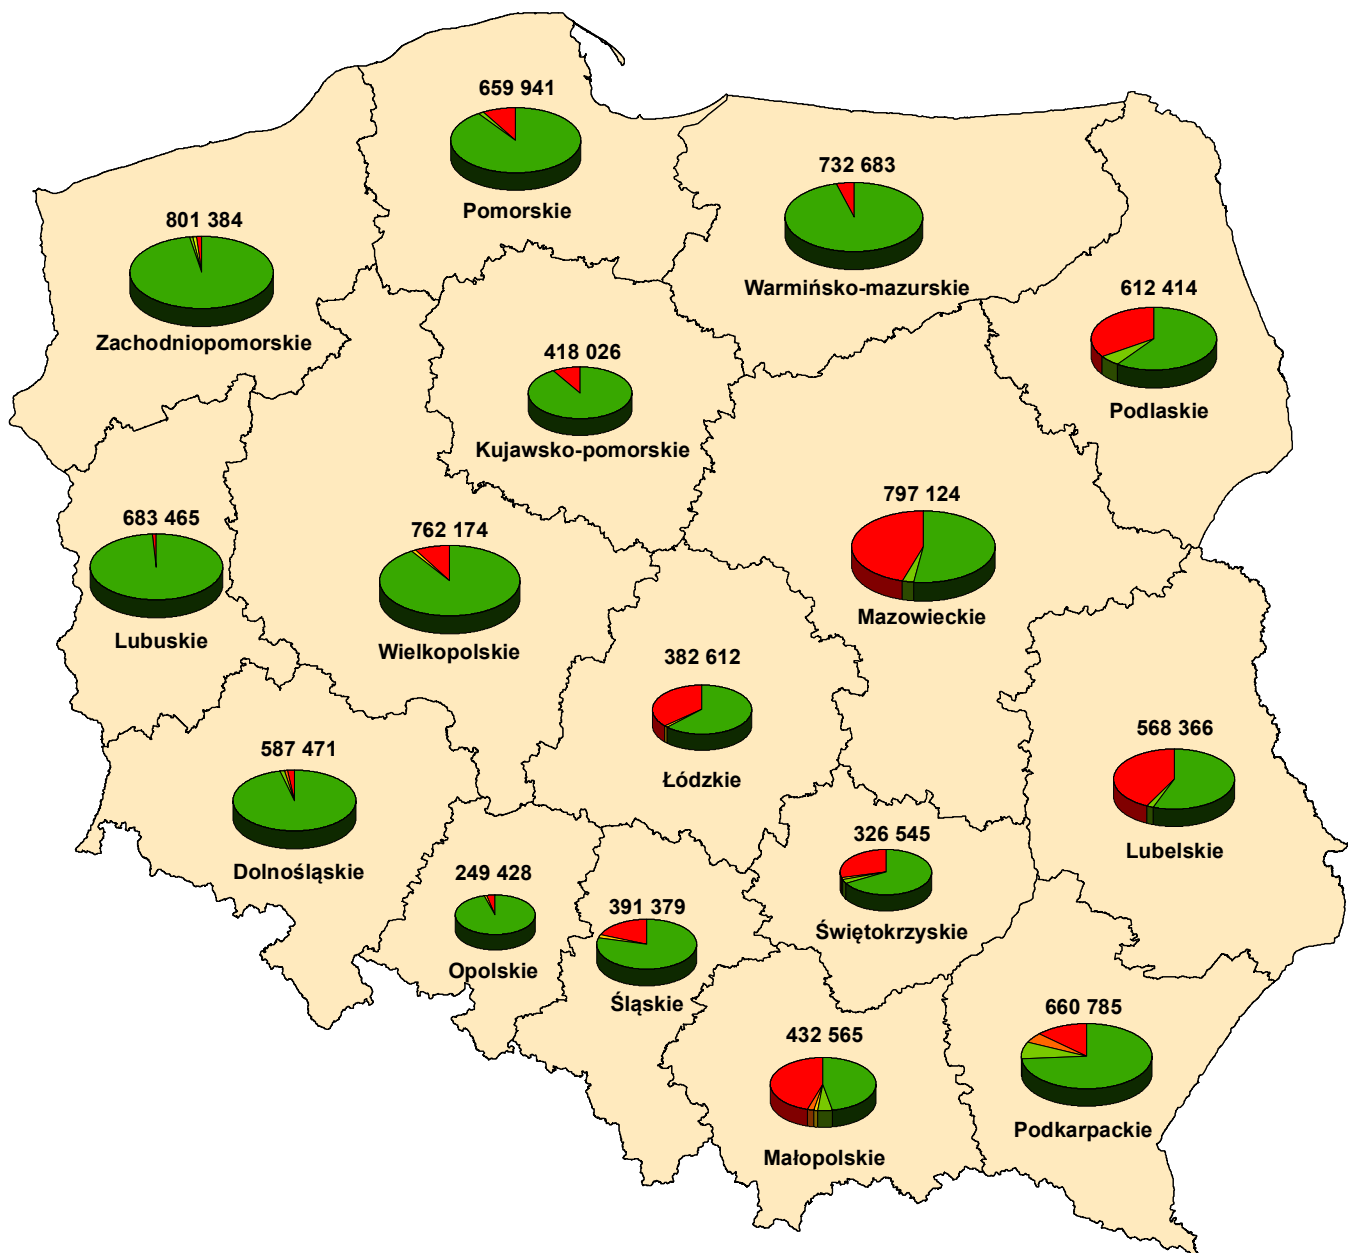 659 941
Pomorskie
732 683
Warmińsko-mazurskie
801 384
Zachodniopomorskie
612 414
Podlaskie
418 026
Kujawsko-pomorskie
797 124
Mazowieckie
683 465
Lubuskie
762 174
Wielkopolskie
382 612
Łódzkie
568 366
Lubelskie
587 471
Dolnośląskie
326 545
Świętokrzyskie
249 428
Opolskie
391 379
Śląskie
660 785
Podkarpackie
432 565
Małopolskie